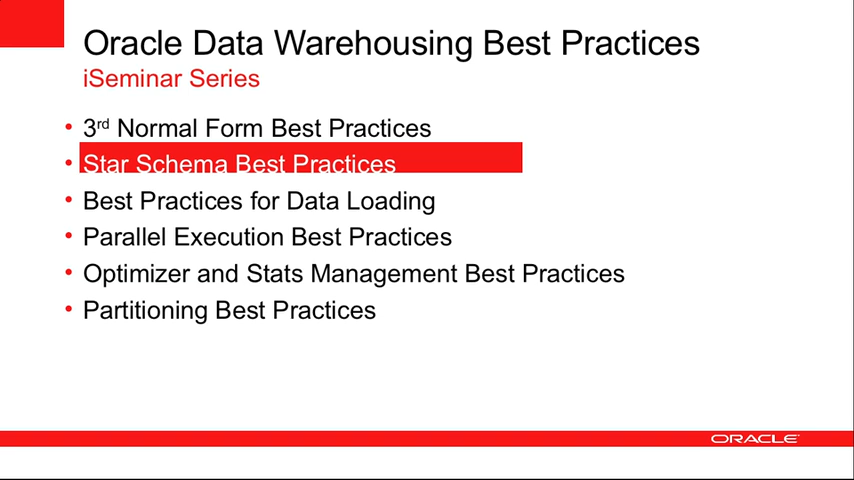 Oracle Data Warehousing Best Practices
iSeminar Series
• 3rd Normal Form Best Practices
• Star Schema Best Practices
• Best Practices for Data Loading
• Parallel Execution Best Practices
• Optimizer and Stats Management Best Practices
• Partitioning Best Practices
ORACLE